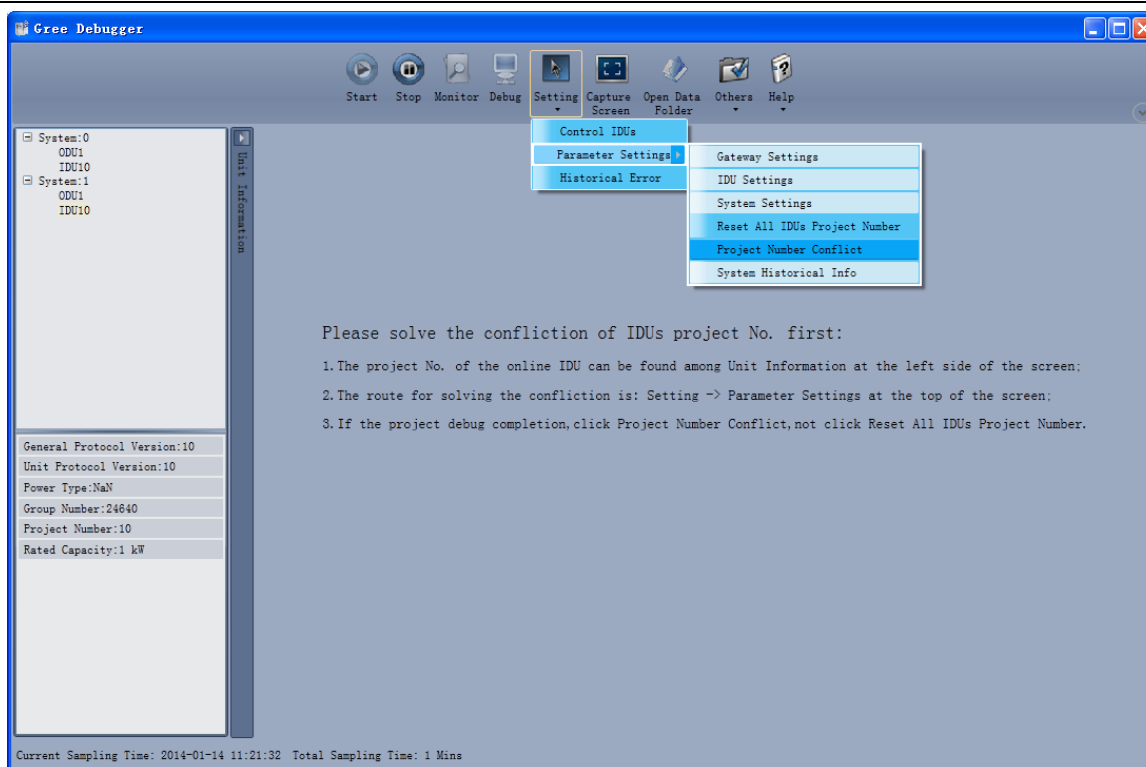 Gree Debugger
Start Stop Monitor Debug Setting Capture Screen Open Data Folder Others Help
Control IDUs
Parameter Settings
Historical Error
Gateway Settings
IDU Settings
System Settings
Reset All IDUs Project Number
Project Number Conflict
System Historical Info
System:0
ODU1
IDU10
System:1
ODU1
IDU10
Unit Information
Please solve the confliction of IDUs project No. first:
1.The project No. of the online IDU can be found among Unit Information at the left side of the screen;
2.The route for solving the confliction is: Setting -> Parameter Settings at the top of the screen;
3.If the project debug completion,click Project Number Conflict,not click Reset All IDUs Project Number.
General Protocol Version:10
Unit Protocol Version:10
Power Type:NaN
Group Number:24640
Project Number:10
Rated Capacity:1 kW
Current Sampling Time: 2014-01-14 11:21:32 Total Sampling Time: 1 Mins